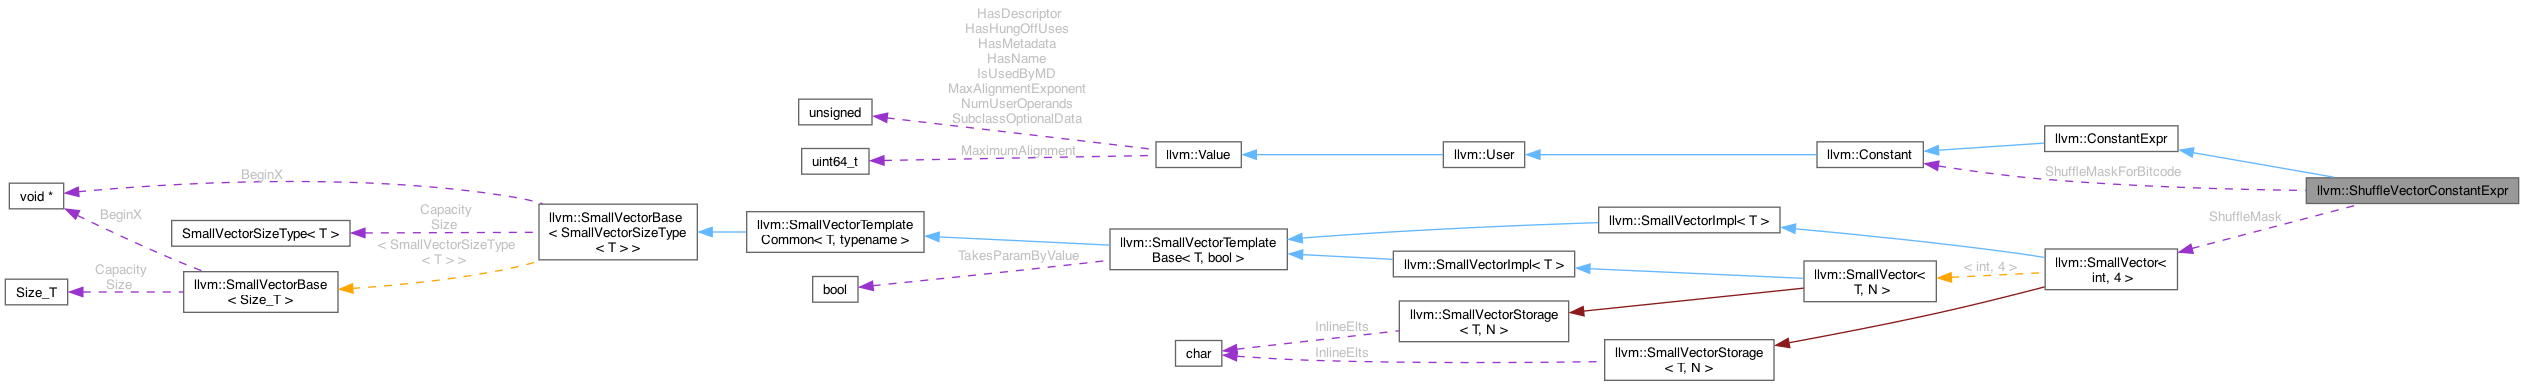 HasDescriptor
HasHungOffUses
HasMetadata
HasName
IsUsedByMD
MaxAlignmentExponent
NumUserOperands
SubclassOptionalData
unsigned
uint64_t
MaximumAlignment
llvm::Value
llvm::User
llvm::Constant
llvm::ConstantExpr
ShuffleMaskForBitcode
llvm::ShuffleVectorConstantExpr
ShuffleMask
void *
BeginX
BeginX
SmallVectorSizeType< T >
Capacity
Size
< SmallVectorSizeType
< T > >
Size_T
Capacity
Size
llvm::SmallVectorBase
< Size_T >
llvm::SmallVectorBase
< SmallVectorSizeType
< T > >
llvm::SmallVectorTemplate
Common< T, typename >
bool
TakesParamByValue
llvm::SmallVectorTemplate
Base< T, bool >
llvm::SmallVectorImpl< T >
llvm::SmallVectorImpl< T >
llvm::SmallVector<
T, N >
< int, 4 >
llvm::SmallVector<
int, 4 >
char
InlineElts
InlineElts
llvm::SmallVectorStorage
< T, N >
llvm::SmallVectorStorage
< T, N >